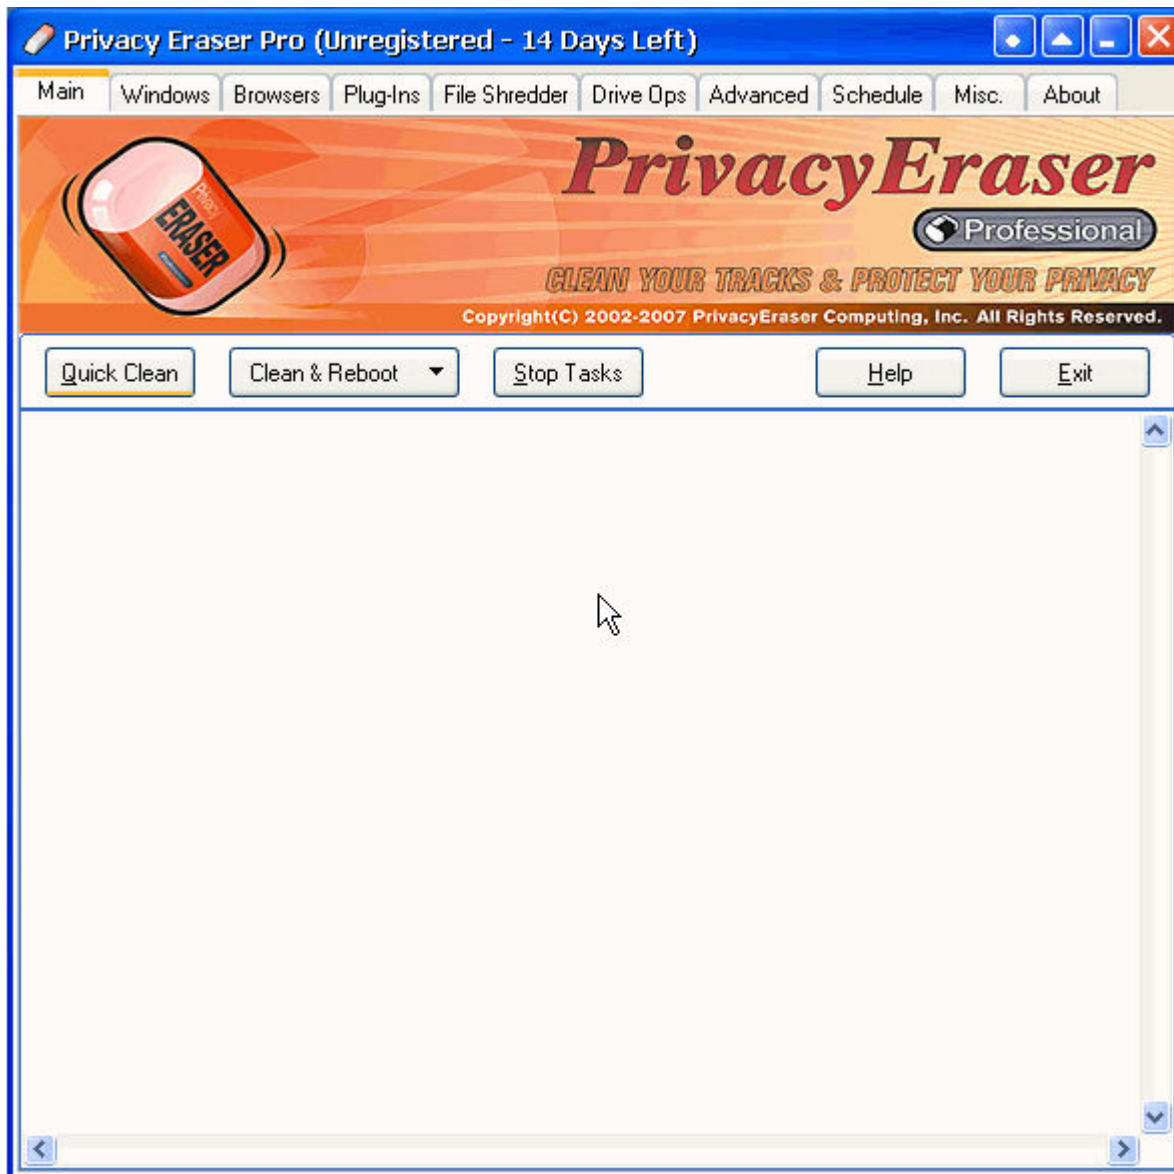 Privacy Eraser Pro (Unregistered - 14 Days Left)
Main Windows Browsers Plug-Ins File Shredder Drive Ops Advanced Schedule Misc. About
PrivacyEraser
Professional
Privacy
ERASER
CLEAN YOUR TRACKS & PROTECT YOUR PRIVACY
Copyright(C) 2002-2007 PrivacyEraser Computing, Inc. All Rights Reserved.
Quick Clean Clean & Reboot Stop Tasks Help Exit